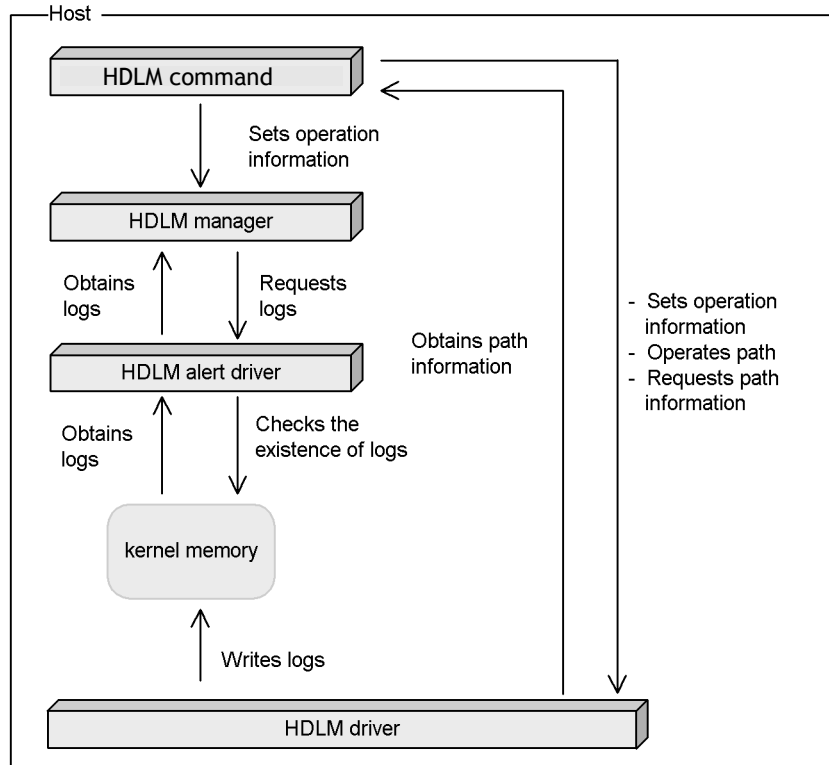 Host
HDLM command
Sets operation
information
HDLM manager
Obtains
logs
Requests
logs
HDLM alert driver
Obtains
logs
Checks the
existence of logs
kernel memory
Writes logs
HDLM driver
Obtains path
information
- Sets operation
information
- Operates path
- Requests path
information